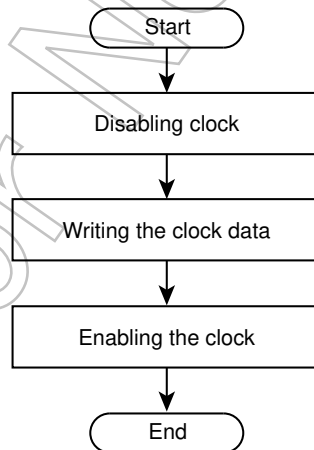 Start
Disabling clock
Writing the clock data
Enabling the clock
End